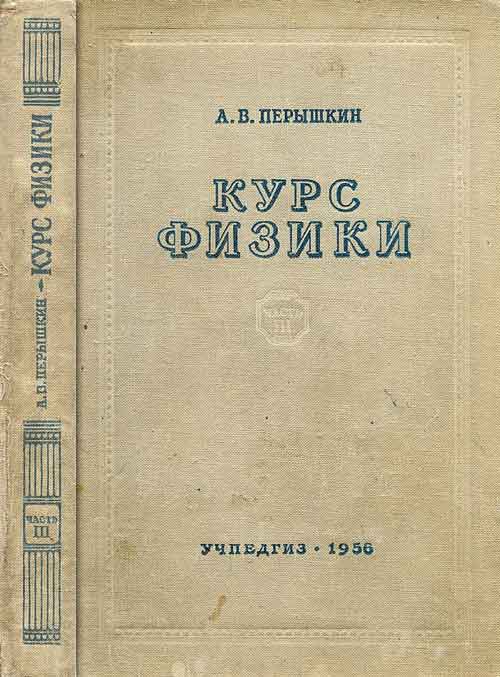 А. В. ПЕРЫШКИН
КУРС
ФИЗИКИ
ЧАСТЬ
III
УЧПЕДГИЗ • 1956
А.В. ПЕРЫШКИН — КУРС ФИЗИКИ
ЧАСТЬ
III